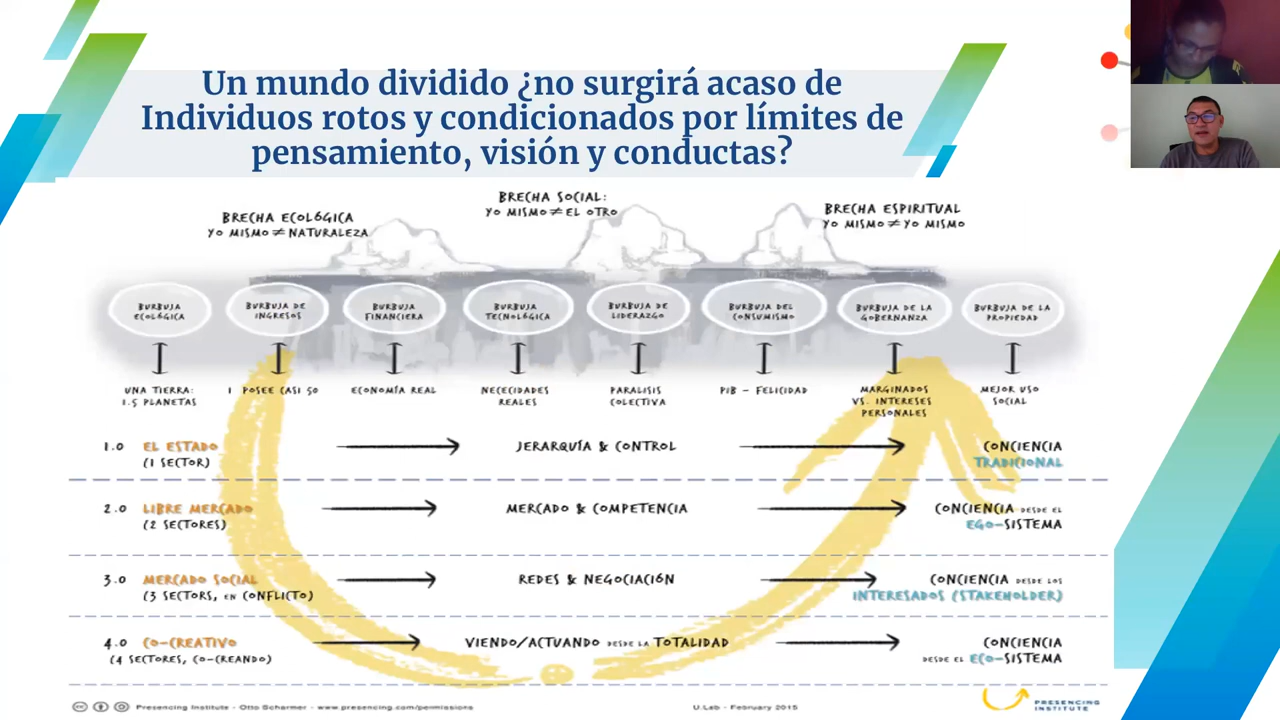 Un mundo dividido ¿no surgirá acaso de
Individuos rotos y condicionados por límites de
pensamiento, visión y conductas?
BRECHA ECOLÓGICA
YO MISMO ≠ NATURALEZA
BRECHA SOCIAL:
YO MISMO ≠ EL OTRO
BRECHA ESPIRITUAL
YO MISMO ≠ YO MISMO
BURBUJA
ECOLÓGICA
BURBUJA DE
INGRESOS
BURBUJA
FINANCIERA
BURBUJA
TECNOLÓGICA
BURBUJA DE
LIDERAZGO
BURBUJA DEL
CONSUMISMO
BURBUJA DE LA
GOBERNANZA
BURBUJA DE LA
PROPIEDAD
UNA TIERRA:
1.5 PLANETAS
1 POSEE CASI 50
ECONOMÍA REAL
NECECIDADES
REALES
PARALISIS
COLECTIVA
PIB – FELICIDAD
MARGINADOS
VS. INTERESES
PERSONALES
MEJOR USO
SOCIAL
1.0 EL ESTADO
(1 SECTOR)
JERARQUÍA & CONTROL
CONCIENCIA
TRADICIONAL
2.0 LIBRE MERCADO
(2 SECTORES)
MERCADO & COMPETENCIA
CONCIENCIA DESDE EL
EGO-SISTEMA
3.0 MERCADO SOCIAL
(3 SECTORS, EN CONFLICTO)
REDES & NEGOCIACIÓN
CONCIENCIA DESDE LOS
INTERESADOS (STAKEHOLDER)
4.0 CO-CREATIVO
(4 SECTORES, CO-CREANDO)
VIENDO/ACTUANDO DESDE LA TOTALIDAD
CONCIENCIA
DESDE EL ECO-SISTEMA
Presencing Institute - Otto Scharmer - www.presencing.com/permissions
U.Lab - February 2015
PRESENCING
INSTITUTE